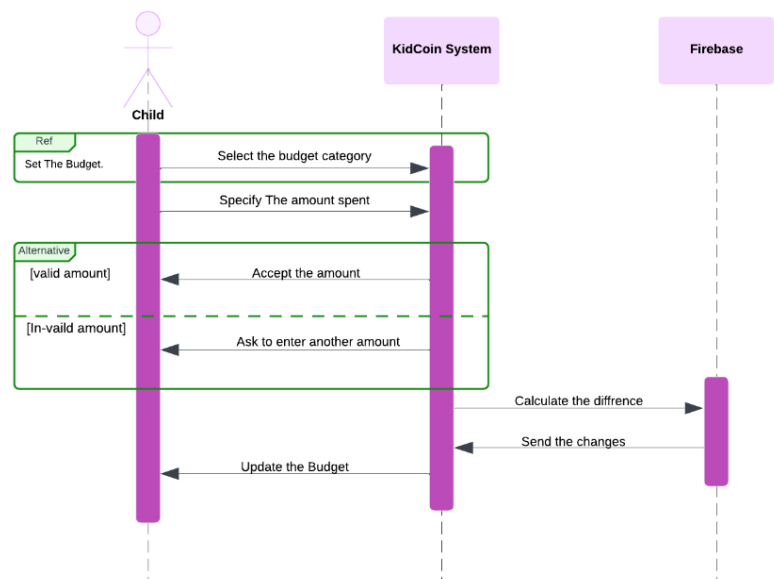 KidCoin System
Firebase
Child
Ref
Set The Budget.
Select the budget category
Specify The amount spent
Alternative
[valid amount]
Accept the amount
[In-vaild amount]
Ask to enter another amount
Calculate the diffrence
Send the changes
Update the Budget